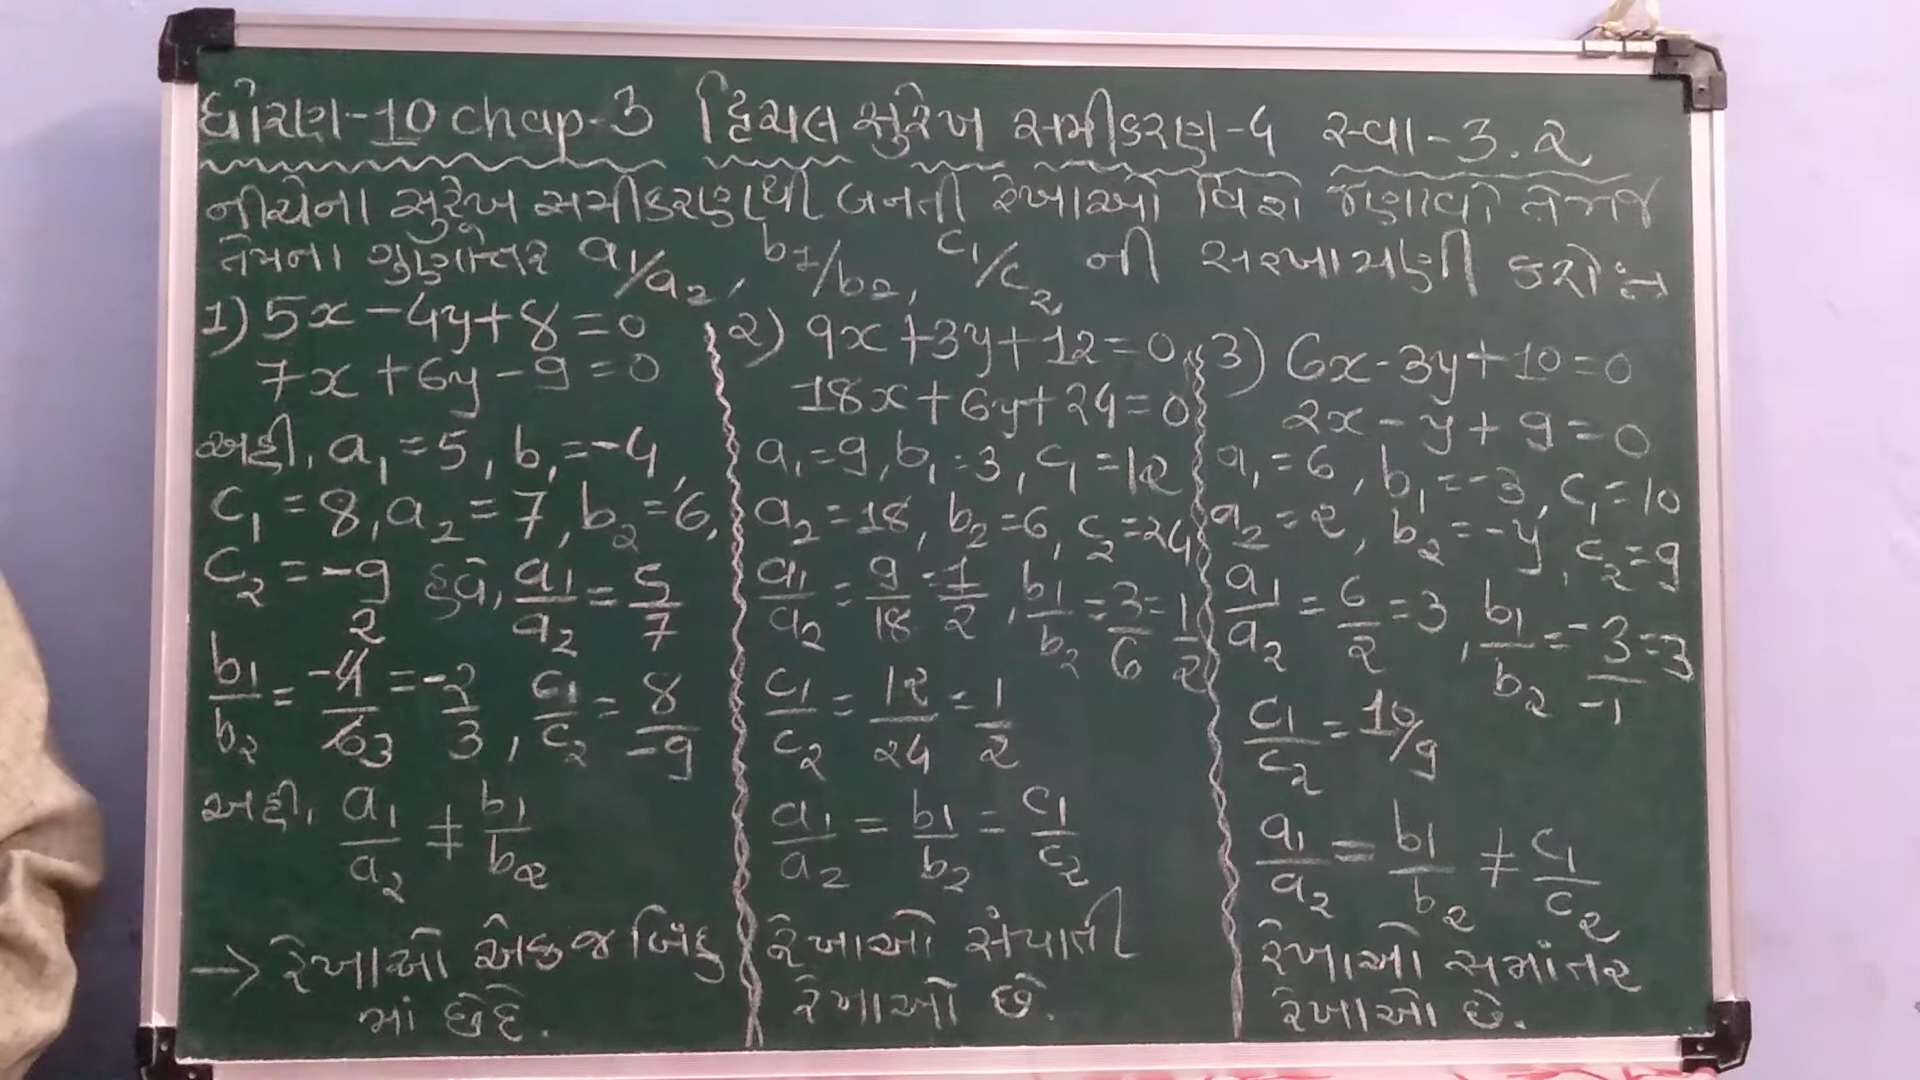 ધોરણ-10 chap-3 દ્વિચલ સુરેખ સમીકરણ-4 સ્વા-3.2
નીચેના સુરેખ સમીકરણથી બનતી રેખાઓ વિશે જણાવો તેમજ
તેમના ગુણોત્તર a1/a2, b1/b2, c1/c2 ની સરખામણી કરો:-
1) 5x-4y+8=0
7x+6y-9=0
અહી, a1=5, b1=-4,
c1=8, a2=7, b2=6,
c2=-9 હવે, a1/a2=5/7
b1/b2=-4/6=-2/3, c1/c2=8/-9
અહી, a1/a2≠b1/b2
→ રેખાઓ એક જ બિંદુ
માં છેદે.
2) 9x+3y+12=0
18x+6y+24=0
a1=9, b1=3, c1=12
a2=18, b2=6, c2=24
a1/a2=9/18=1/2, b1/b2=3/6=1/2
c1/c2=12/24=1/2
a1/a2=b1/b2=c1/c2
રેખાઓ સંપાતી
રેખાઓ છે.
3) 6x-3y+10=0
2x-y+9=0
a1=6, b1=-3, c1=10
a2=2, b2=-y, c2=9
a1/a2=6/2=3, b1/b2=-3/-1=3
c1/c2=10/9
a1/a2=b1/b2≠c1/c2
રેખાઓ સમાંતર
રેખાઓ છે.